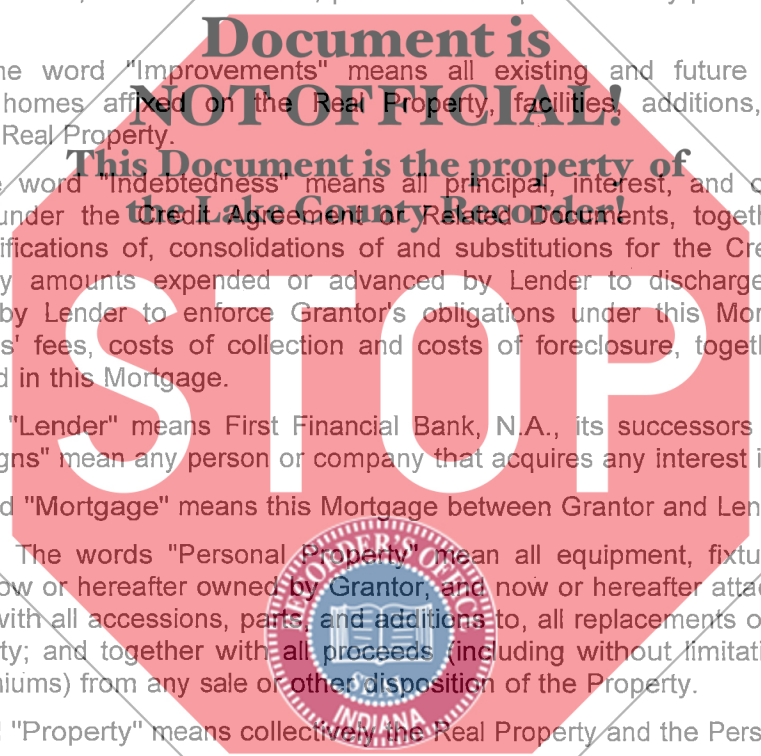 Document is
he word "Improvements" means all existing and future
homes affixed on the Real Property, facilities, additions,
NOT OFFICIAL!
Real Property.
This Document is the property of
word "Indebtedness" means all principal, interest, and
the Lake County Recorder!
under the Credit Agreement or Related Documents, togeth
ifications of, consolidations of and substitutions for the Cre
y amounts expended or advanced by Lender to discharge
by Lender to enforce Grantor's obligations under this Mor
s' fees, costs of collection and costs of foreclosure, togeth
d in this Mortgage.
STOP
"Lender" means First Financial Bank, N.A., its successors
gns" mean any person or company that acquires any interest i
d "Mortgage" means this Mortgage between Grantor and Len
The words "Personal Property" mean all equipment, fixtu
ow or hereafter owned by Grantor, and now or hereafter attac
with all accessions, parts, and additions to, all replacements o
ty; and together with all proceeds (including without limitati
niums) from any sale or other disposition of the Property.
RECORDER'S OFFIC
SEAL
INDIANA
"Property" means collectively the Real Property and the Pers